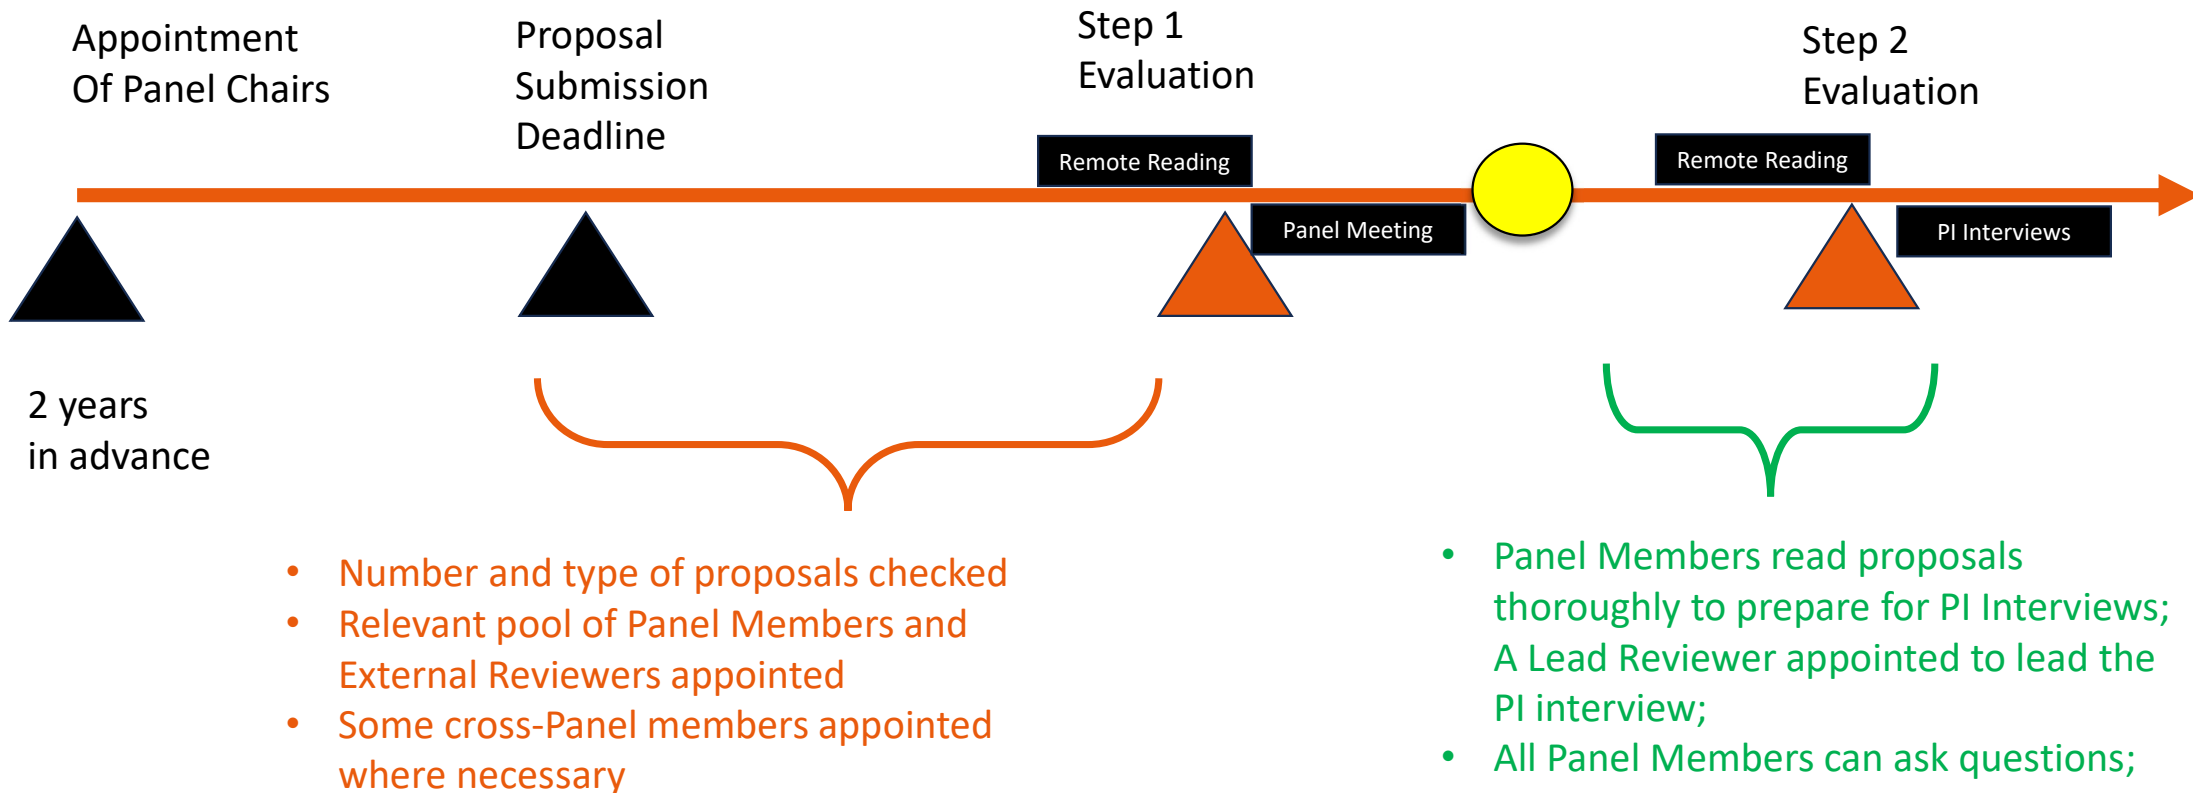 Appointment
Of Panel Chairs
Proposal
Submission
Deadline
Step 1
Evaluation
Step 2
Evaluation
Remote Reading
Panel Meeting
Remote Reading
PI Interviews
2 years
in advance
• Number and type of proposals checked
• Relevant pool of Panel Members and
External Reviewers appointed
• Some cross-Panel members appointed
where necessary
• Panel Members read proposals
thoroughly to prepare for PI Interviews;
A Lead Reviewer appointed to lead the
PI interview;
• All Panel Members can ask questions;